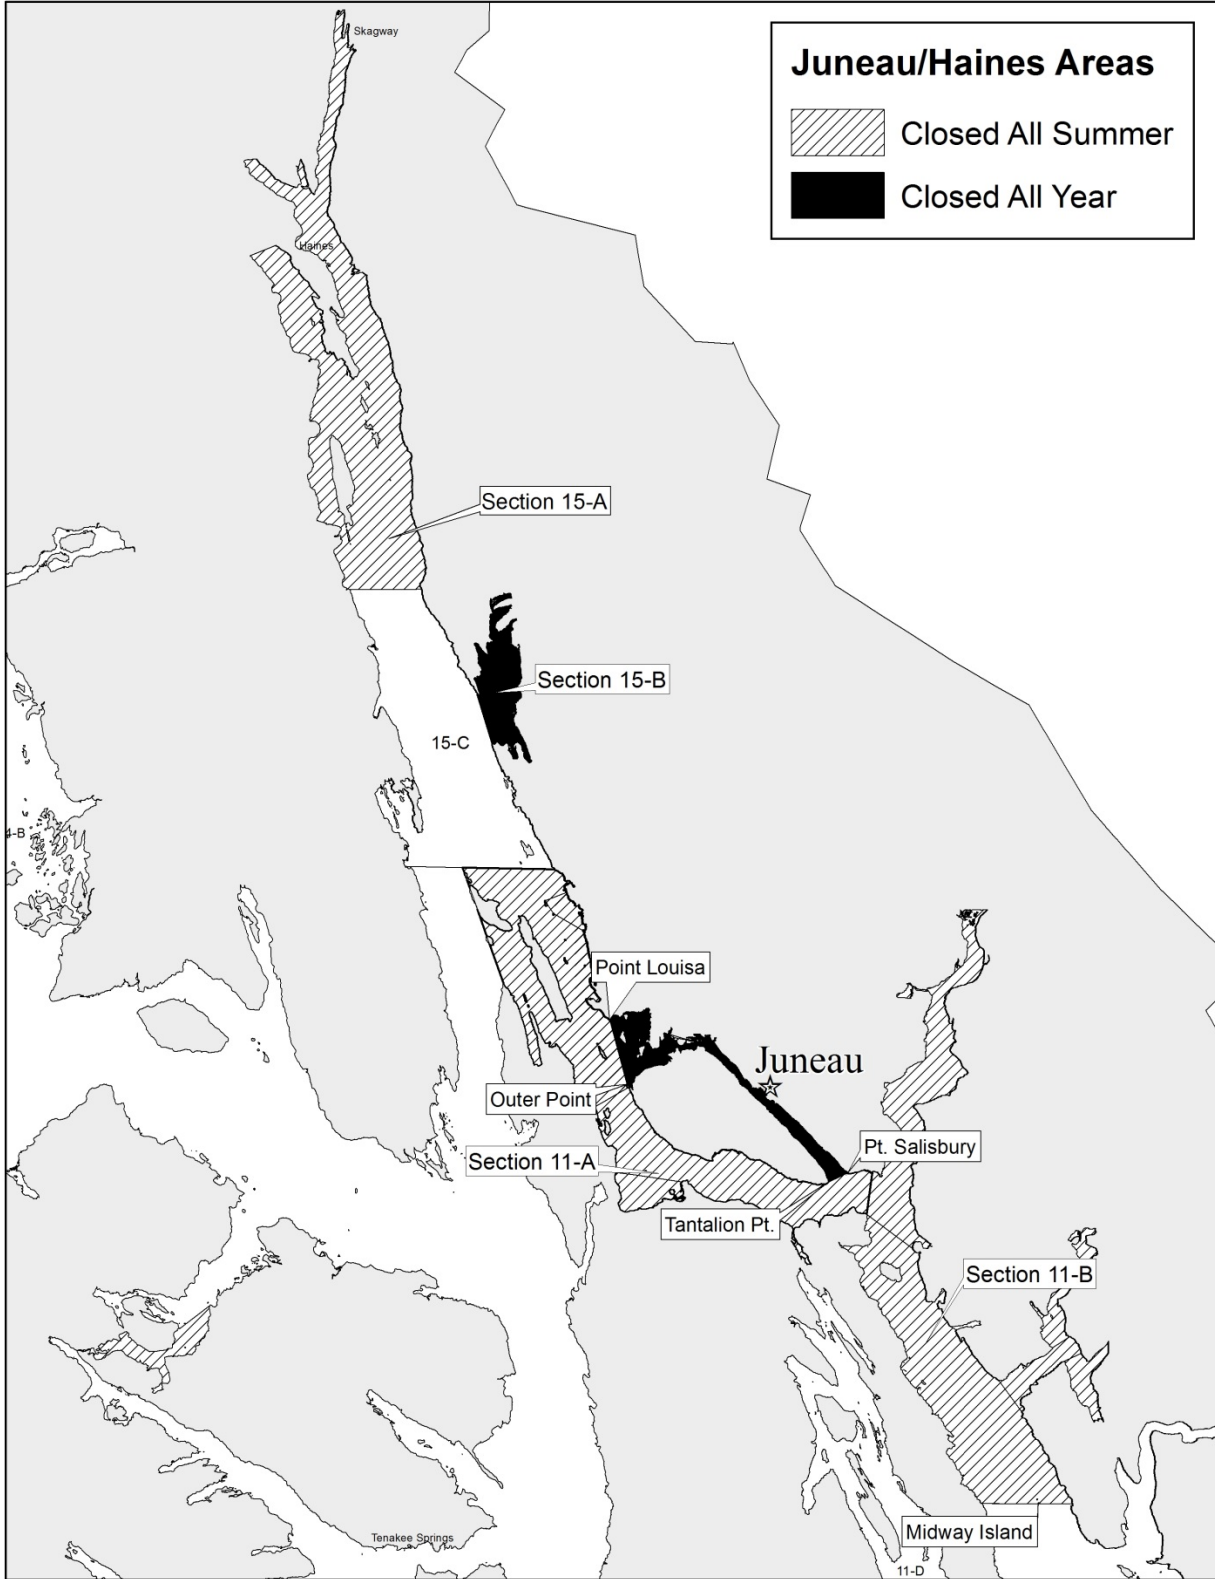 Skagway
Juneau/Haines Areas
Closed All Summer
Closed All Year
Haines
Section 15-A
Section 15-B
15-C
Point Louisa
Juneau
Outer Point
Pt. Salisbury
Section 11-A
Tantalion Pt.
Section 11-B
Midway Island
Tenakee Springs
11-D